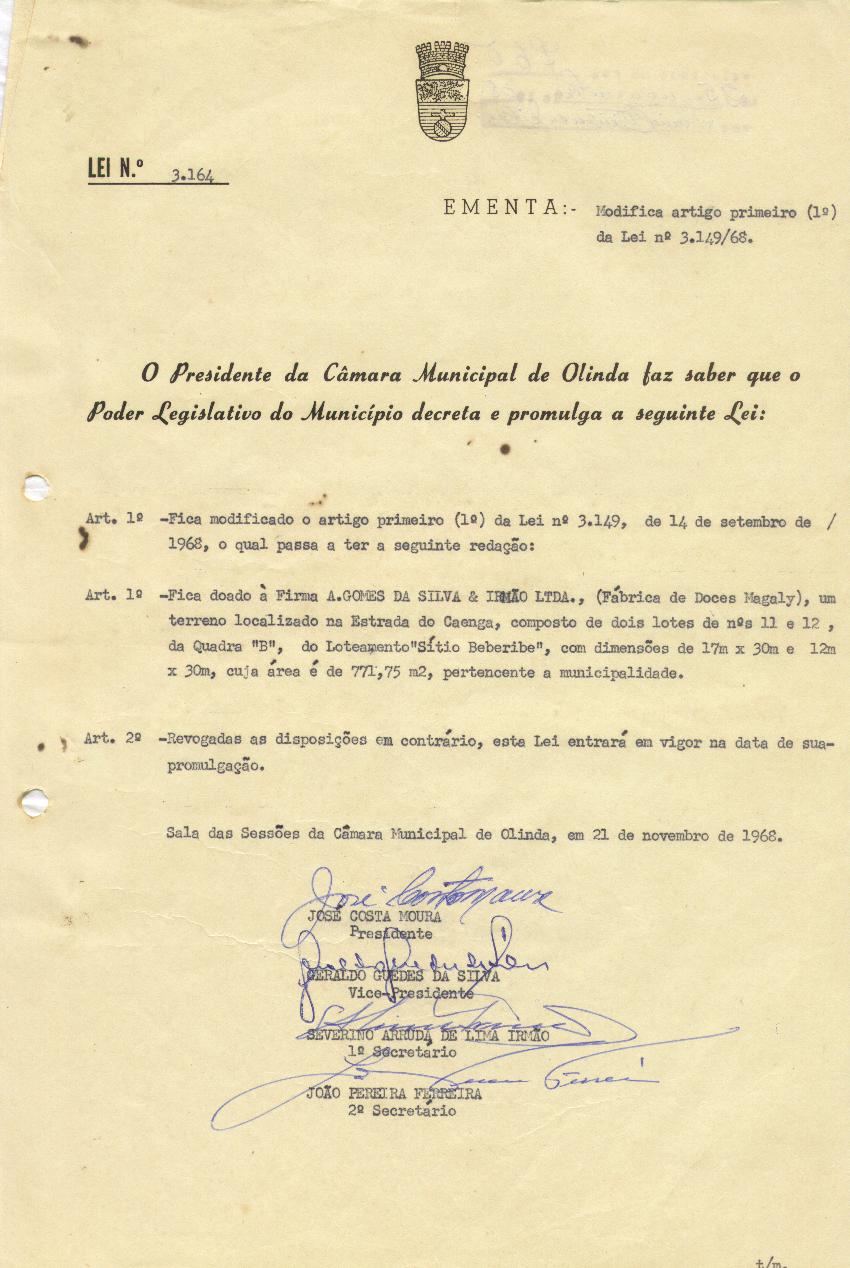 LEI N.º 3.164
EMENTA:- Modifica artigo primeiro (1º)
da Lei nº 3.149/68.
O Presidente da Câmara Municipal de Olinda faz saber que o
Poder Legislativo do Município decreta e promulga a seguinte Lei:
Art. 1º -Fica modificado o artigo primeiro (1º) da Lei nº 3.149, de 14 de setembro de /
1968, o qual passa a ter a seguinte redação:
Art. 1º -Fica doado à Firma A.GOMES DA SILVA & IRMÃO LTDA., (Fábrica de Doces Magaly), um
terreno localizado na Estrada do Caenga, composto de dois lotes de nºs 11 e 12 ,
da Quadra "B", do Loteamento"Sítio Beberibe", com dimensões de 17m x 30m e 12m
x 30m, cuja área é de 771,75 m2, pertencente a municipalidade.
Art. 2º -Revogadas as disposições em contrário, esta Lei entrará em vigor na data de sua-
promulgação.
Sala das Sessões da Câmara Municipal de Olinda, em 21 de novembro de 1968.
José Costa Moura
JOSÉ COSTA MOURA
Presidente
GERALDO GUEDES DA SILVA
Vice-Presidente
SEVERINO ARRUDA DE LIMA IRMÃO
1º Secretário
JOÃO PEREIRA FERREIRA
2º Secretário
t/m.